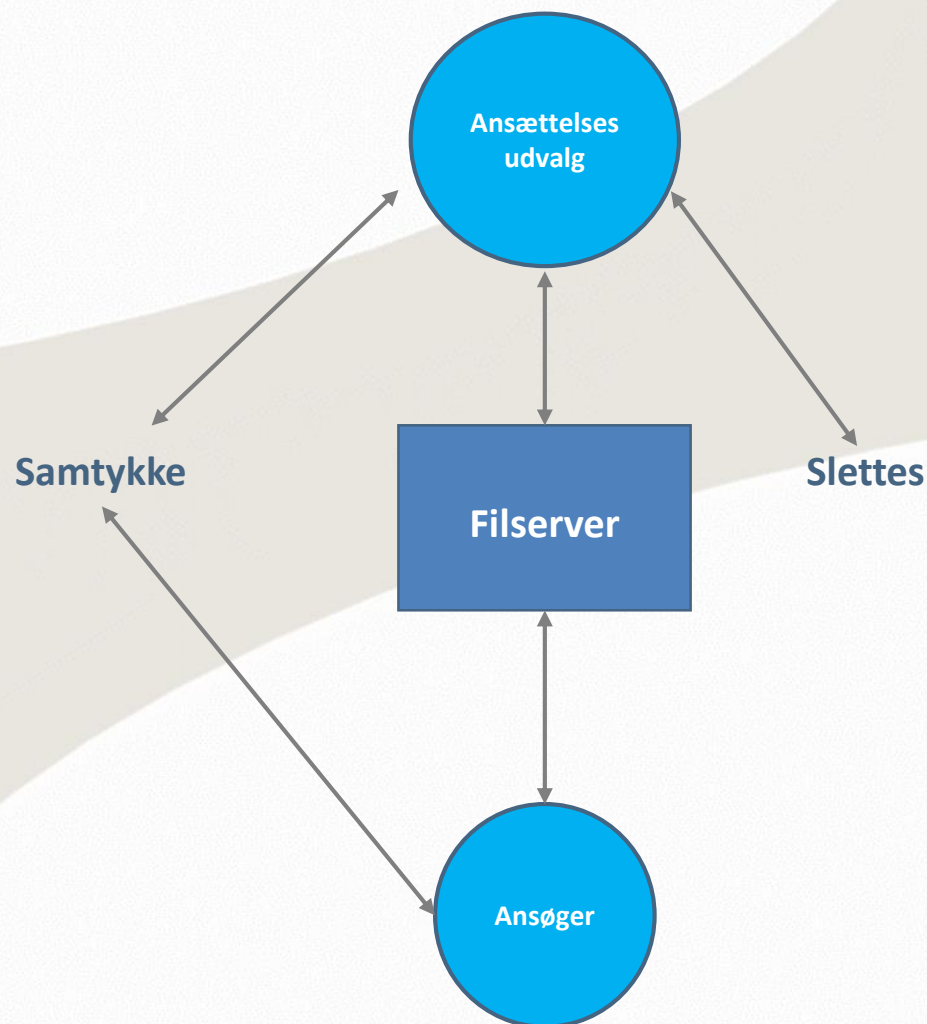 Ansættelses
udvalg
Samtykke
Slettes
Filserver
Ansøger